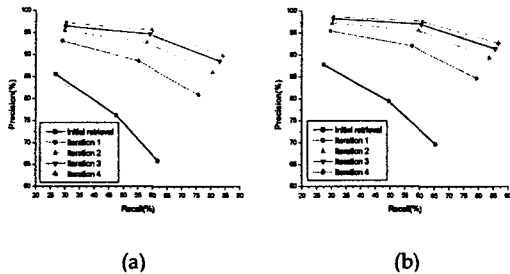 100
95
90
85
80
75
70
65
60
Precision(%)
Initial retrieval
Iteration 1
Iteration 2
Iteration 3
Iteration 4
20 25 30 35 40 45 50 55 60 65 70 75 80 85 90
Recall(%)
(a)
100
95
90
85
80
75
70
65
60
Precision(%)
Initial retrieval
Iteration 1
Iteration 2
Iteration 3
Iteration 4
20 25 30 35 40 45 50 55 60 65 70 75 80 85 90
Recall(%)
(b)